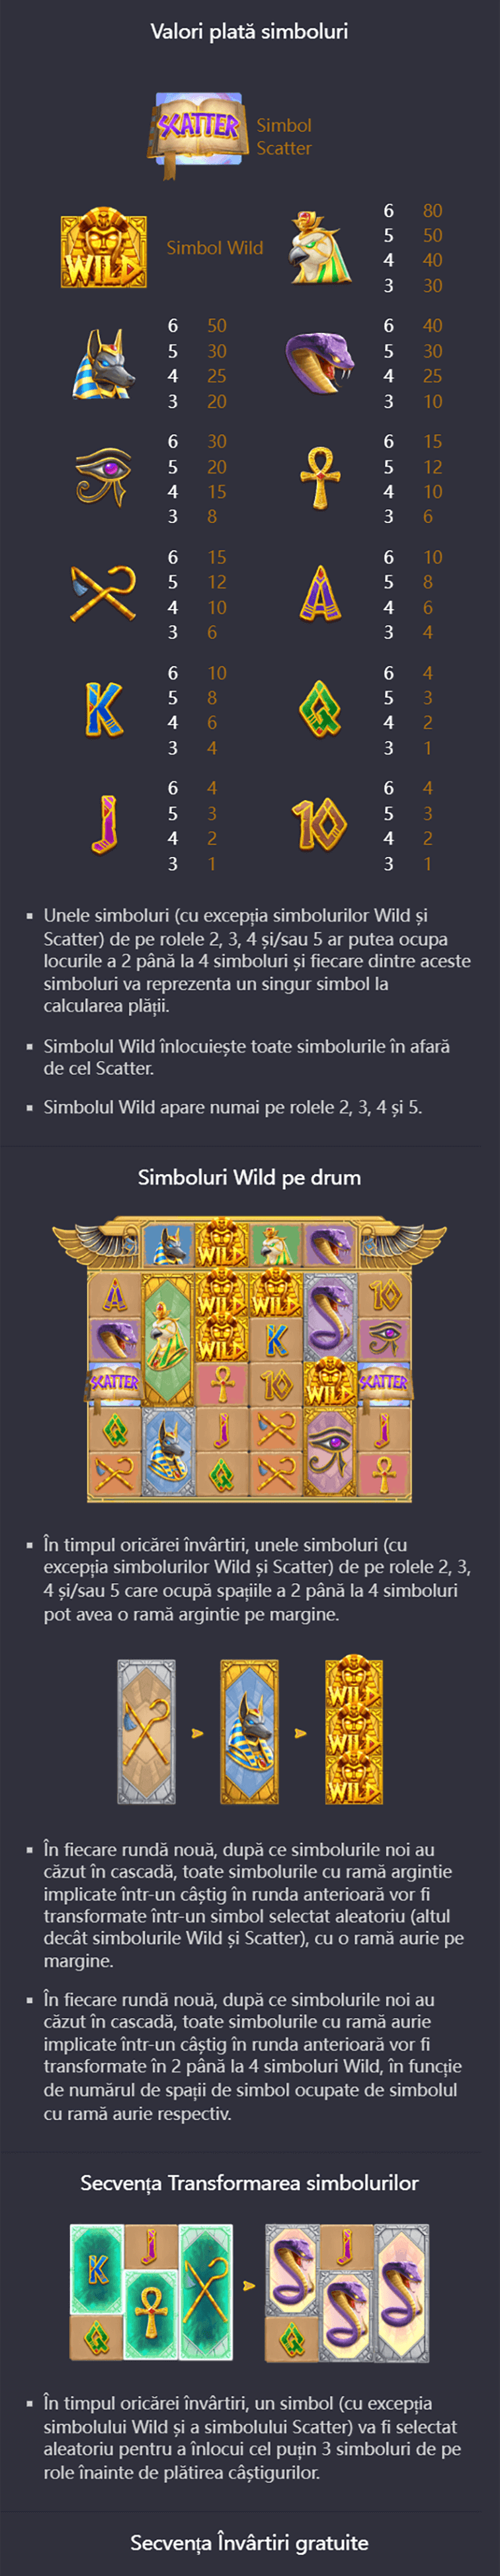 Valori plată simboluri
SCATTER
Simbol
Scatter
WILD
Simbol Wild
6 80
5 50
4 40
3 30
6 50
5 30
4 25
3 20
6 40
5 30
4 25
3 10
6 30
5 20
4 15
3 8
6 15
5 12
4 10
3 6
6 15
5 12
4 10
3 6
A
6 10
5 8
6 6
3 4
K
6 10
5 8
4 6
3 4
Q
6 4
5 3
4 2
3 1
J
6 4
5 3
4 2
3 1
10
6 4
5 3
4 2
3 1
▪ Unele simboluri (cu excepția simbolurilor Wild și
Scatter) de pe rolele 2, 3, 4 și/sau 5 ar putea ocupa
locurile a 2 până la 4 simboluri și fiecare dintre aceste
simboluri va reprezenta un singur simbol la
calcularea plății.
▪ Simbolul Wild înlocuiește toate simbolurile în afară
de cel Scatter.
▪ Simbolul Wild apare numai pe rolele 2, 3, 4 și 5.
Simboluri Wild pe drum
WILD
A WILD WILD 10
WILD K
SCATTER 10 WILD SCATTER
Q J J
Q
▪ În timpul oricărei învârtiri, unele simboluri (cu
excepția simbolurilor Wild și Scatter) de pe rolele 2, 3,
4 și/sau 5 care ocupă spațiile a 2 până la 4 simboluri
pot avea o ramă argintie pe margine.
WILD
WILD
WILD
▪ În fiecare rundă nouă, după ce simbolurile noi au
căzut în cascadă, toate simbolurile cu ramă argintie
implicate într-un câștig în runda anterioară vor fi
transformate într-un simbol selectat aleatoriu (altul
decât simbolurile Wild și Scatter), cu o ramă aurie pe
margine.
▪ În fiecare rundă nouă, după ce simbolurile noi au
căzut în cascadă, toate simbolurile cu ramă aurie
implicate într-un câștig în runda anterioară vor fi
transformate în 2 până la 4 simboluri Wild, în funcție
de numărul de spații de simbol ocupate de simbolul
cu ramă aurie respectiv.
Secvența Transformarea simbolurilor
K J J
Q Q
▪ În timpul oricărei învârtiri, un simbol (cu excepția
simbolului Wild și a simbolului Scatter) va fi selectat
aleatoriu pentru a înlocui cel puțin 3 simboluri de pe
role înainte de plătirea câștigurilor.
Secvența Învârtiri gratuite